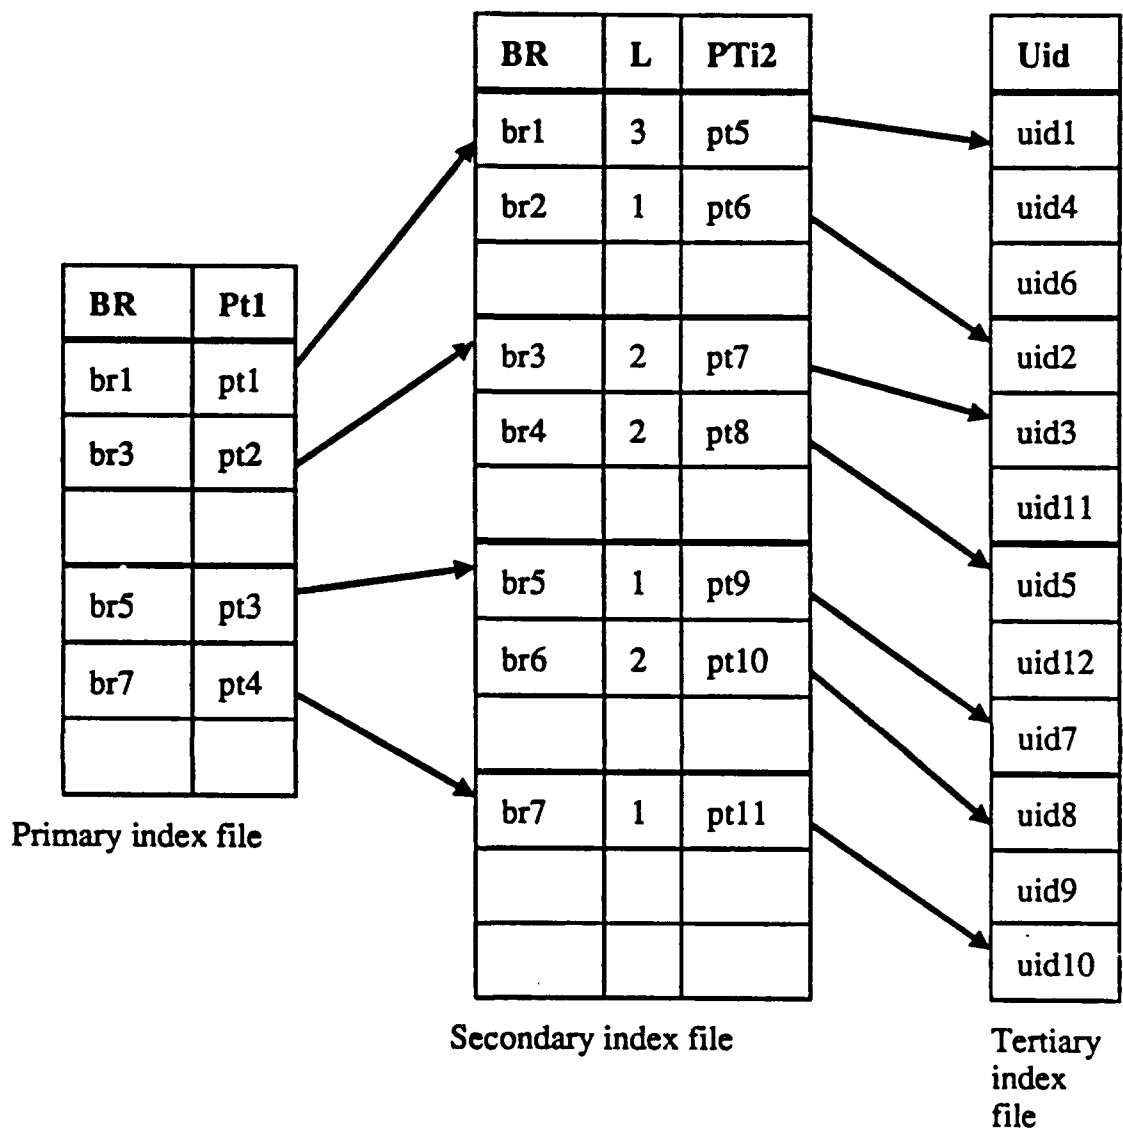 BR Pt1
br1 pt1
br3 pt2
br5 pt3
br7 pt4
Primary index file
BR L PTi2
br1 3 pt5
br2 1 pt6
br3 2 pt7
br4 2 pt8
br5 1 pt9
br6 2 pt10
br7 1 pt11
Secondary index file
Uid
uid1
uid4
uid6
uid2
uid3
uid11
uid5
uid12
uid7
uid8
uid9
uid10
Tertiary
index
file